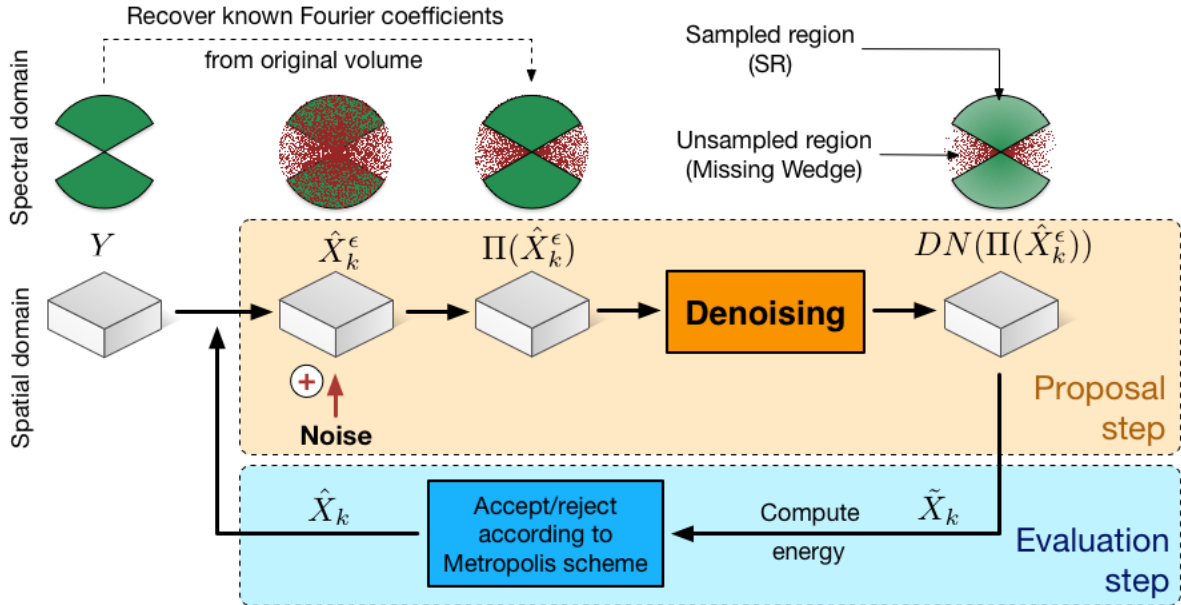 Recover known Fourier coefficients
from original volume
Sampled region
(SR)
Unsampled region
(Missing Wedge)
Spectral domain
Spatial domain
Y
X̂ₖᵋ
Π(X̂ₖᵋ)
DN(Π(X̂ₖᵋ))
Denoising
+
Noise
Proposal
step
X̂ₖ
Accept/reject
according to
Metropolis scheme
Compute
energy
X̃ₖ
Evaluation
step